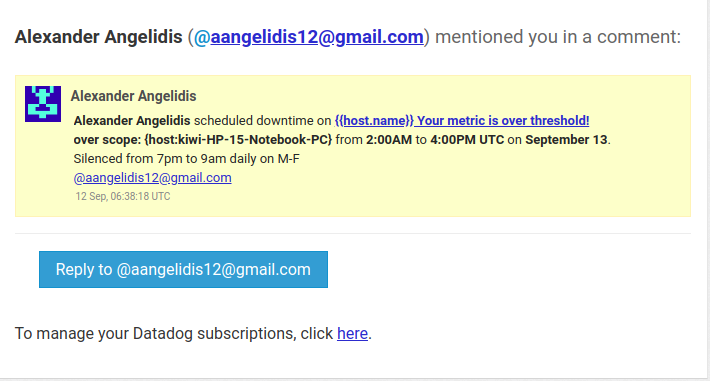 Alexander Angelidis (@aangelidis12@gmail.com) mentioned you in a comment:
Alexander Angelidis
Alexander Angelidis scheduled downtime on {{host.name}} Your metric is over threshold!
over scope: {host:kiwi-HP-15-Notebook-PC} from 2:00AM to 4:00PM UTC on September 13.
Silenced from 7pm to 9am daily on M-F
@aangelidis12@gmail.com
12 Sep, 06:38:18 UTC
Reply to @aangelidis12@gmail.com
To manage your Datadog subscriptions, click here.